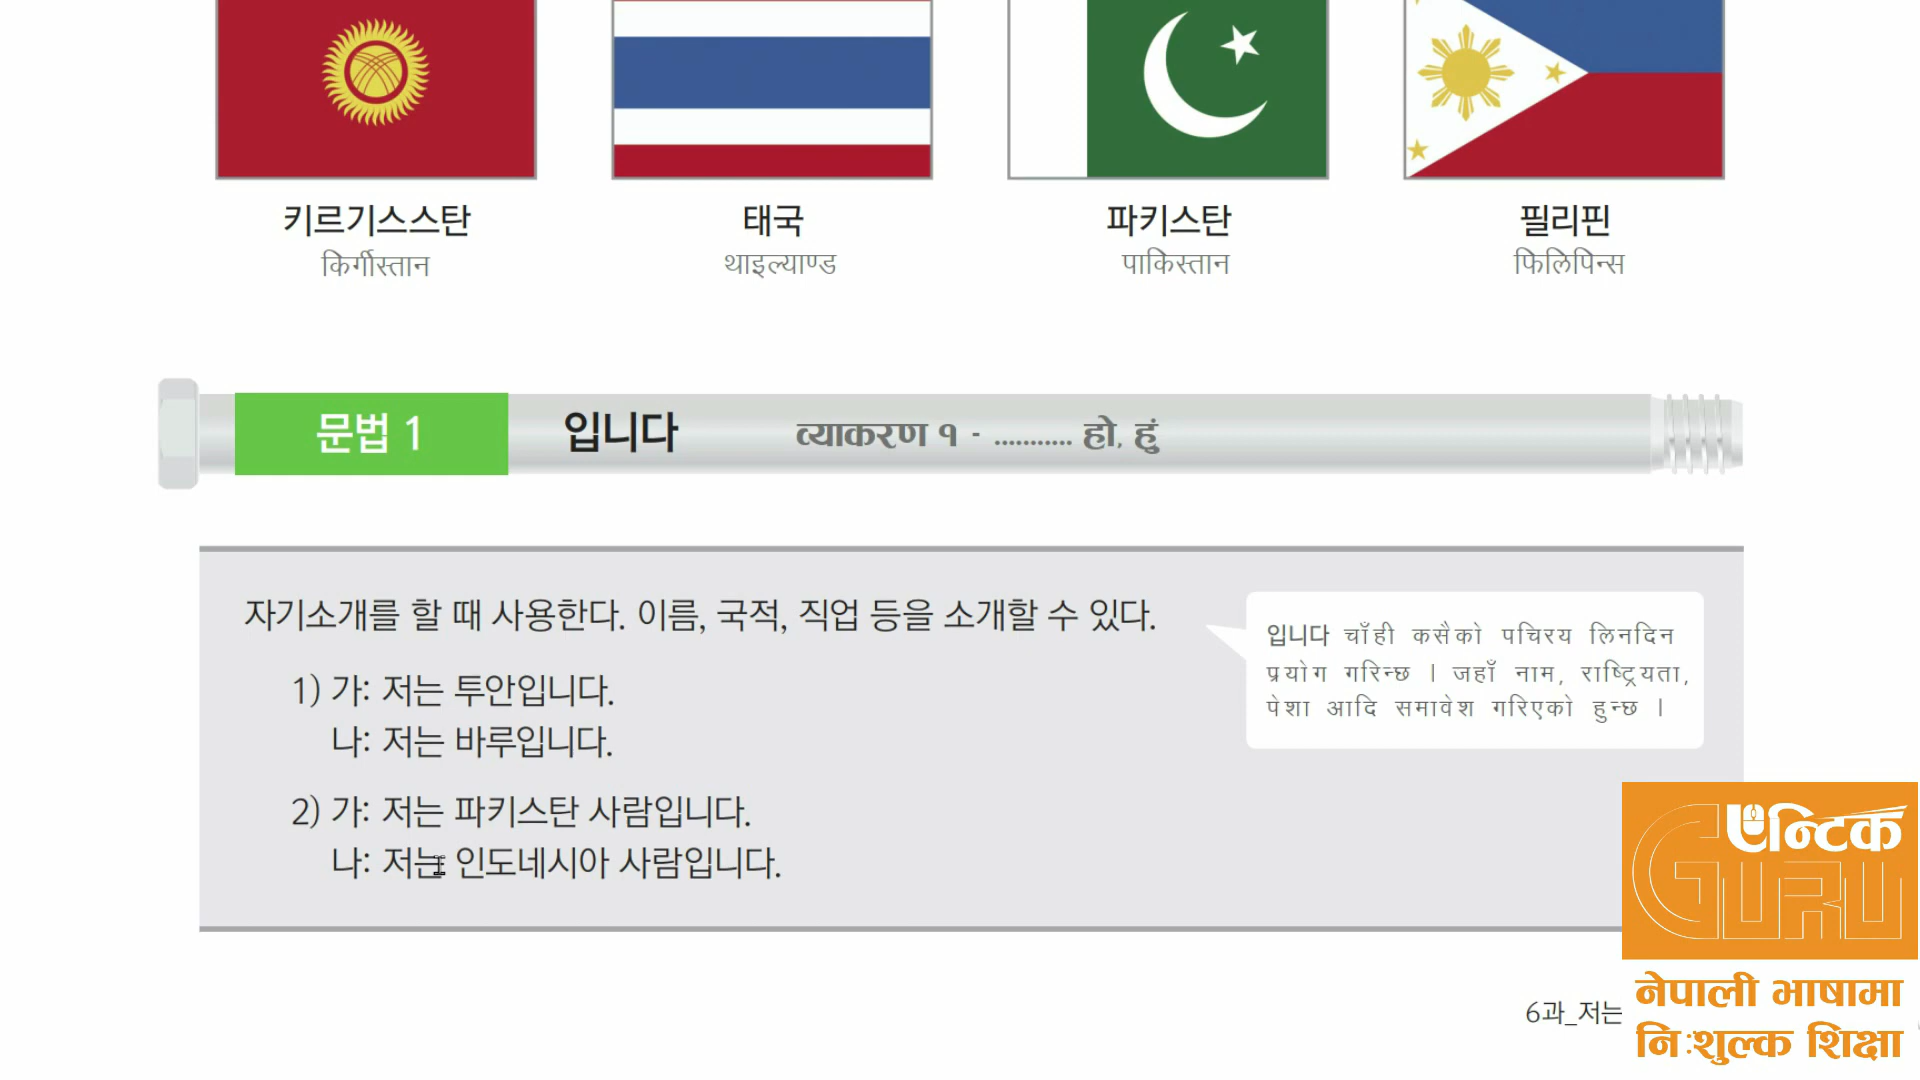 키르기스스탄 태국 파키스탄 필리핀
किर्गीस्तान थाइल्याण्ड पाकिस्तान फिलिपिन्स
문법 1 입니다 व्याकरण १ - ........... हो, हुं
자기소개를 할 때 사용한다. 이름, 국적, 직업 등을 소개할 수 있다.
입니다 चाँही कसैको पचिरय लिनदिन
प्रयोग गरिन्छ । जहाँ नाम, राष्ट्रियता,
पेशा आदि समावेश गरिएको हुन्छ ।
1) 가: 저는 투안입니다.
나: 저는 바루입니다.
2) 가: 저는 파키스탄 사람입니다.
나: 저는 인도네시아 사람입니다.
एन्टिक
GURU
नेपाली भाषामा
नि:शुल्क शिक्षा
6과_저는